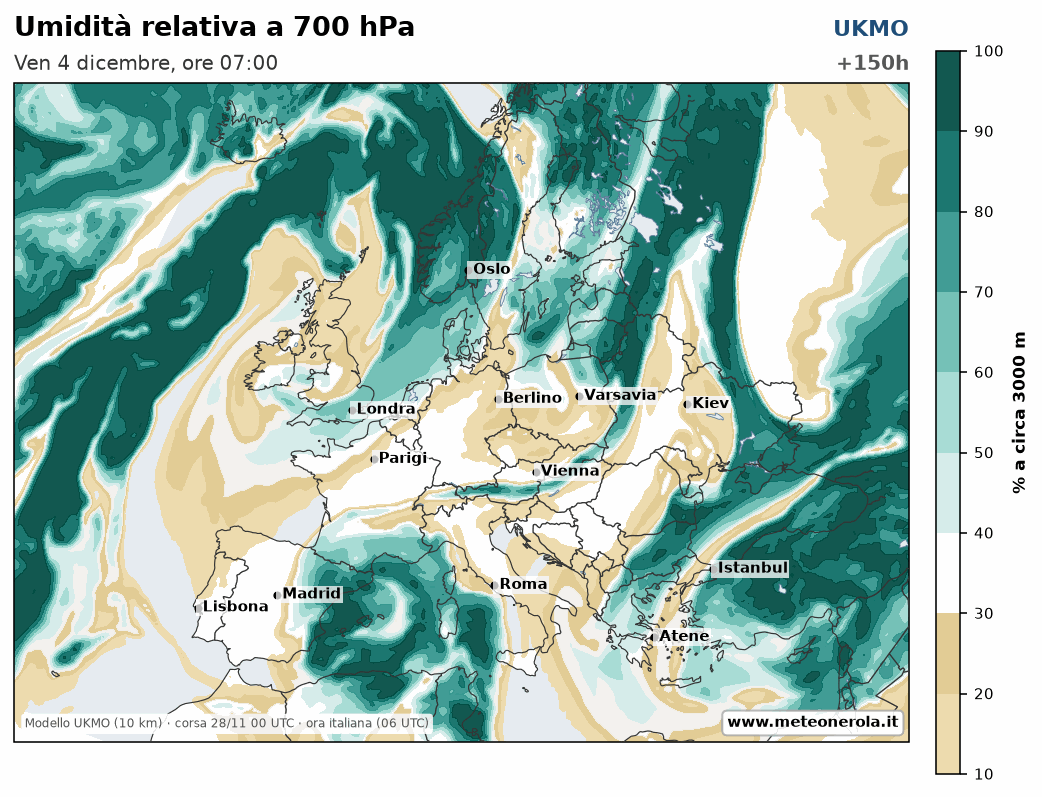 Umidità relativa a 700 hPa
UKMO
Ven 4 dicembre, ore 07:00
+150h
100
90
80
70
60
50
40
30
20
10
% a circa 3000 m
Oslo
Londra
Berlino
Varsavia
Kiev
Parigi
Vienna
Istanbul
Roma
Madrid
Lisbona
Atene
Modello UKMO (10 km) · corsa 28/11 00 UTC · ora italiana (06 UTC)
www.meteonerola.it